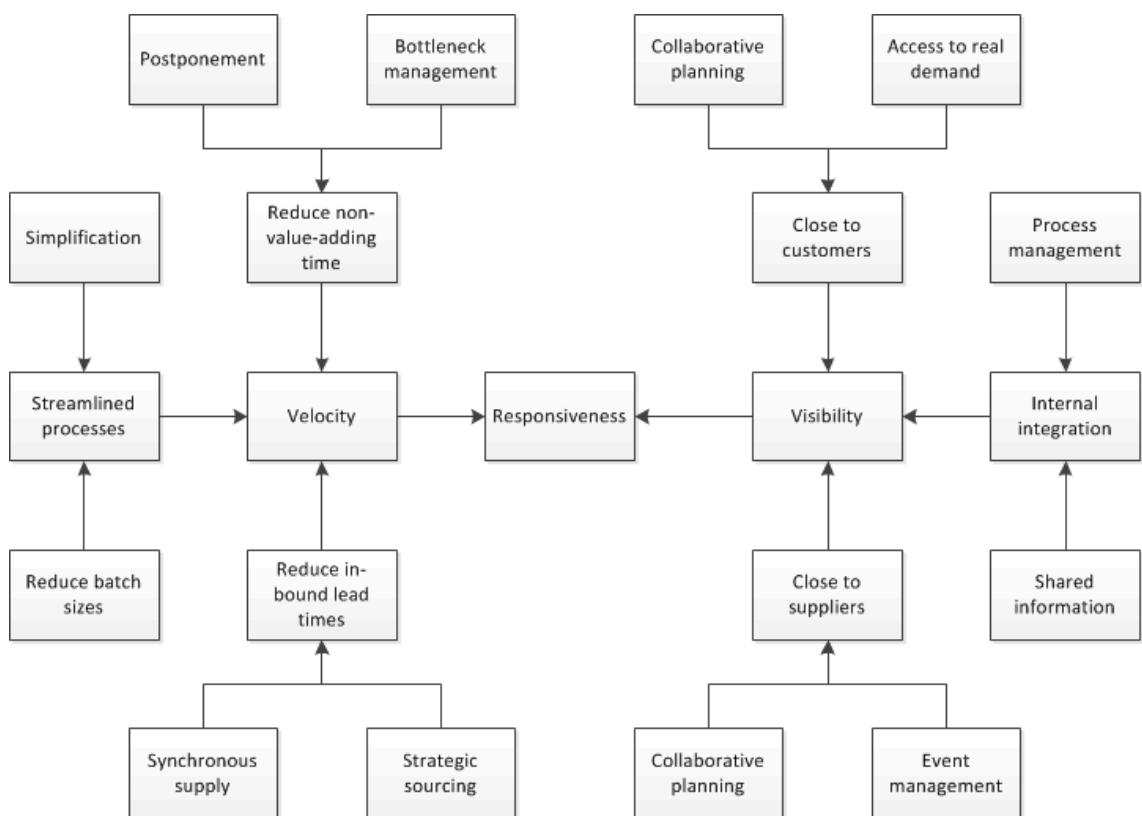 Postponement
Bottleneck
management
Collaborative
planning
Access to real
demand
Simplification
Reduce non-
value-adding
time
Close to
customers
Process
management
Streamlined
processes
Velocity
Responsiveness
Visibility
Internal
integration
Reduce batch
sizes
Reduce in-
bound lead
times
Close to
suppliers
Shared
information
Synchronous
supply
Strategic
sourcing
Collaborative
planning
Event
management